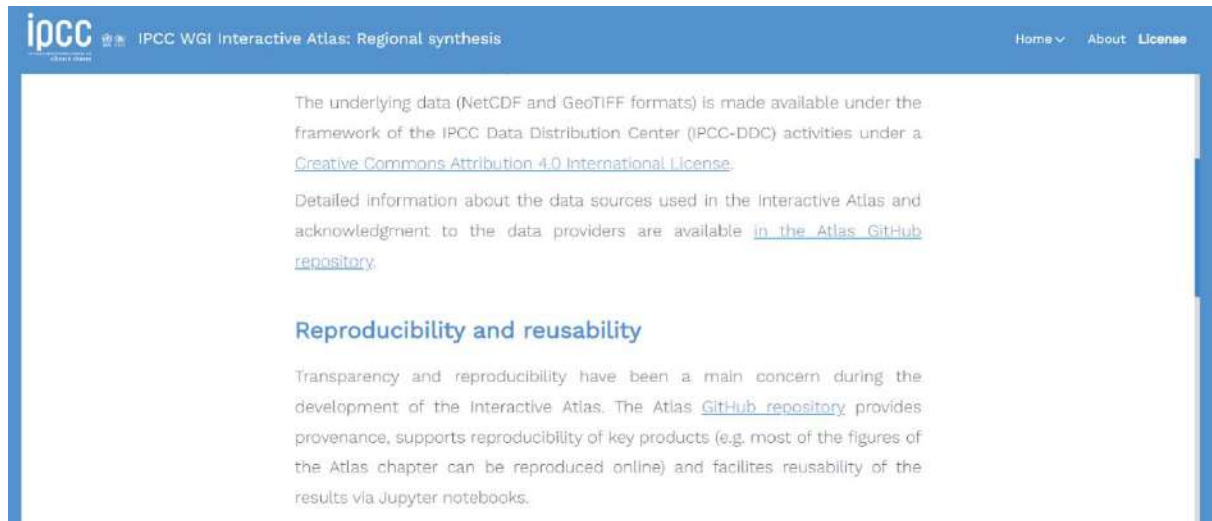 ipcc
IPCC WGI Interactive Atlas: Regional synthesis
Home
About
License
The underlying data (NetCDF and GeoTIFF formats) is made available under the
framework of the IPCC Data Distribution Center (IPCC-DDC) activities under a
Creative Commons Attribution 4.0 International License.
Detailed information about the data sources used in the Interactive Atlas and
acknowledgment to the data providers are available in the Atlas GitHub
repository.
Reproducibility and reusability
Transparency and reproducibility have been a main concern during the
development of the Interactive Atlas. The Atlas GitHub repository provides
provenance, supports reproducibility of key products (e.g. most of the figures of
the Atlas chapter can be reproduced online) and facilites reusability of the
results via Jupyter notebooks.